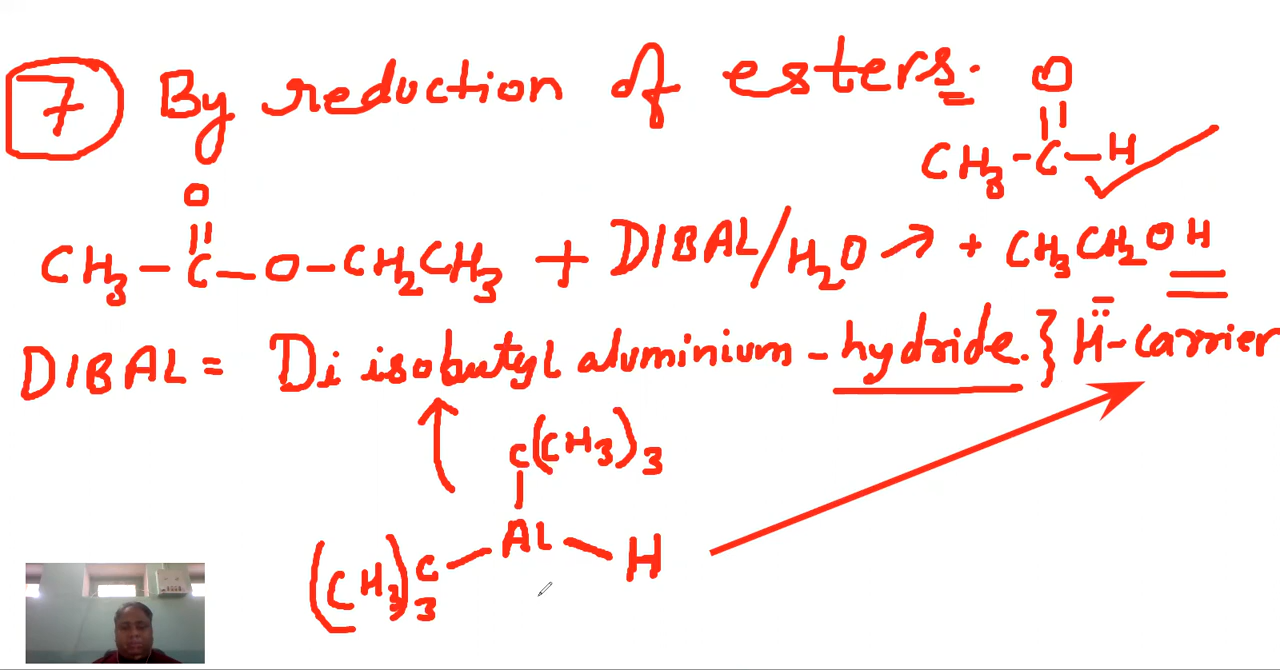 7 By reduction of esters.
O
||
CH3-C-H
O
||
CH3-C-O-CH2CH3 + DIBAL/H2O → + CH3CH2OH
DIBAL = Di isobutyl aluminium - hydride. } H̄-carrier
C(CH3)3
|
(CH3)3C-Al-H